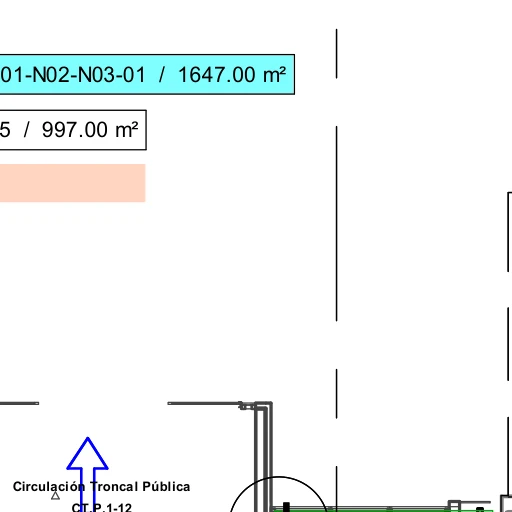 01-N02-N03-01 / 1647.00 m²
5 / 997.00 m²
Circulación Troncal Pública
CT.P.1-12